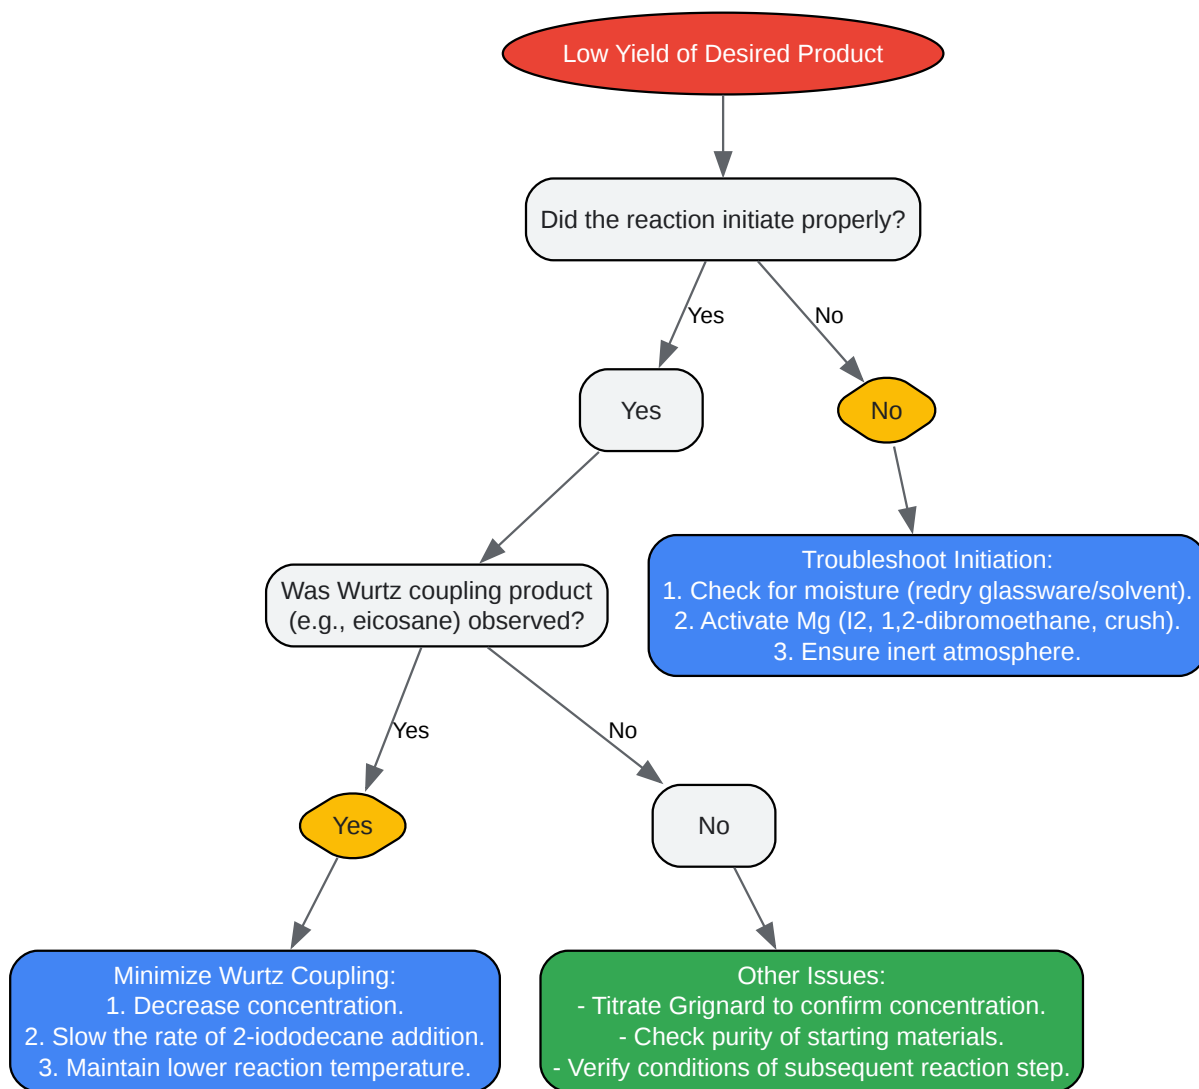 Low Yield of Desired Product
Did the reaction initiate properly?
Yes
No
Yes
No
Troubleshoot Initiation:
1. Check for moisture (redry glassware/solvent).
2. Activate Mg (I2, 1,2-dibromoethane, crush).
3. Ensure inert atmosphere.
Was Wurtz coupling product
(e.g., eicosane) observed?
Yes
No
Yes
No
Minimize Wurtz Coupling:
1. Decrease concentration.
2. Slow the rate of 2-iododecane addition.
3. Maintain lower reaction temperature.
Other Issues:
- Titrate Grignard to confirm concentration.
- Check purity of starting materials.
- Verify conditions of subsequent reaction step.